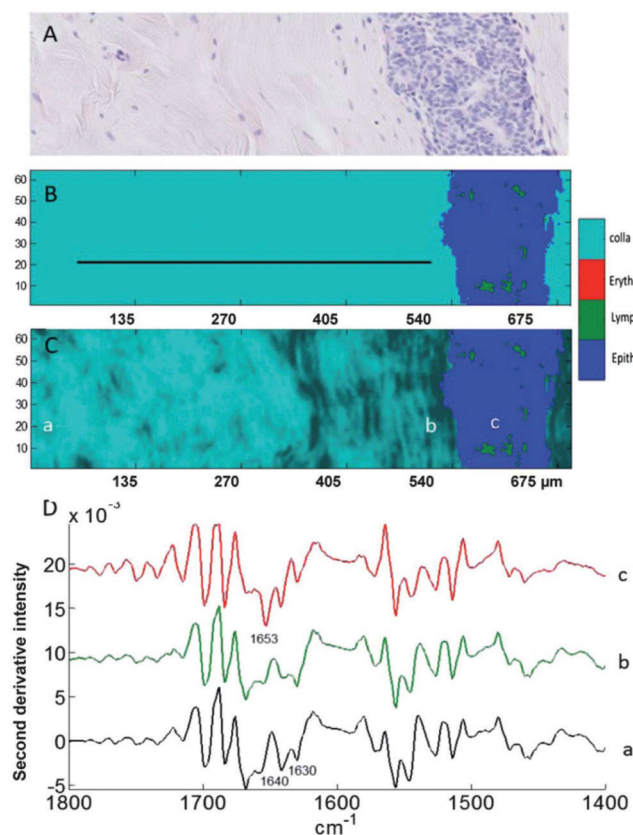 A
B
60
50
40
30
20
10
135 270 405 540 675
colla
Eryth
Lymp
Epith
C
60
50
40
30
20
10
a b c
135 270 405 540 675 µm
D
x 10⁻³
Second derivative intensity
20
15
10
5
0
-5
c
b
a
1653
1640
1630
1800 1700 1600 1500 1400
cm⁻¹